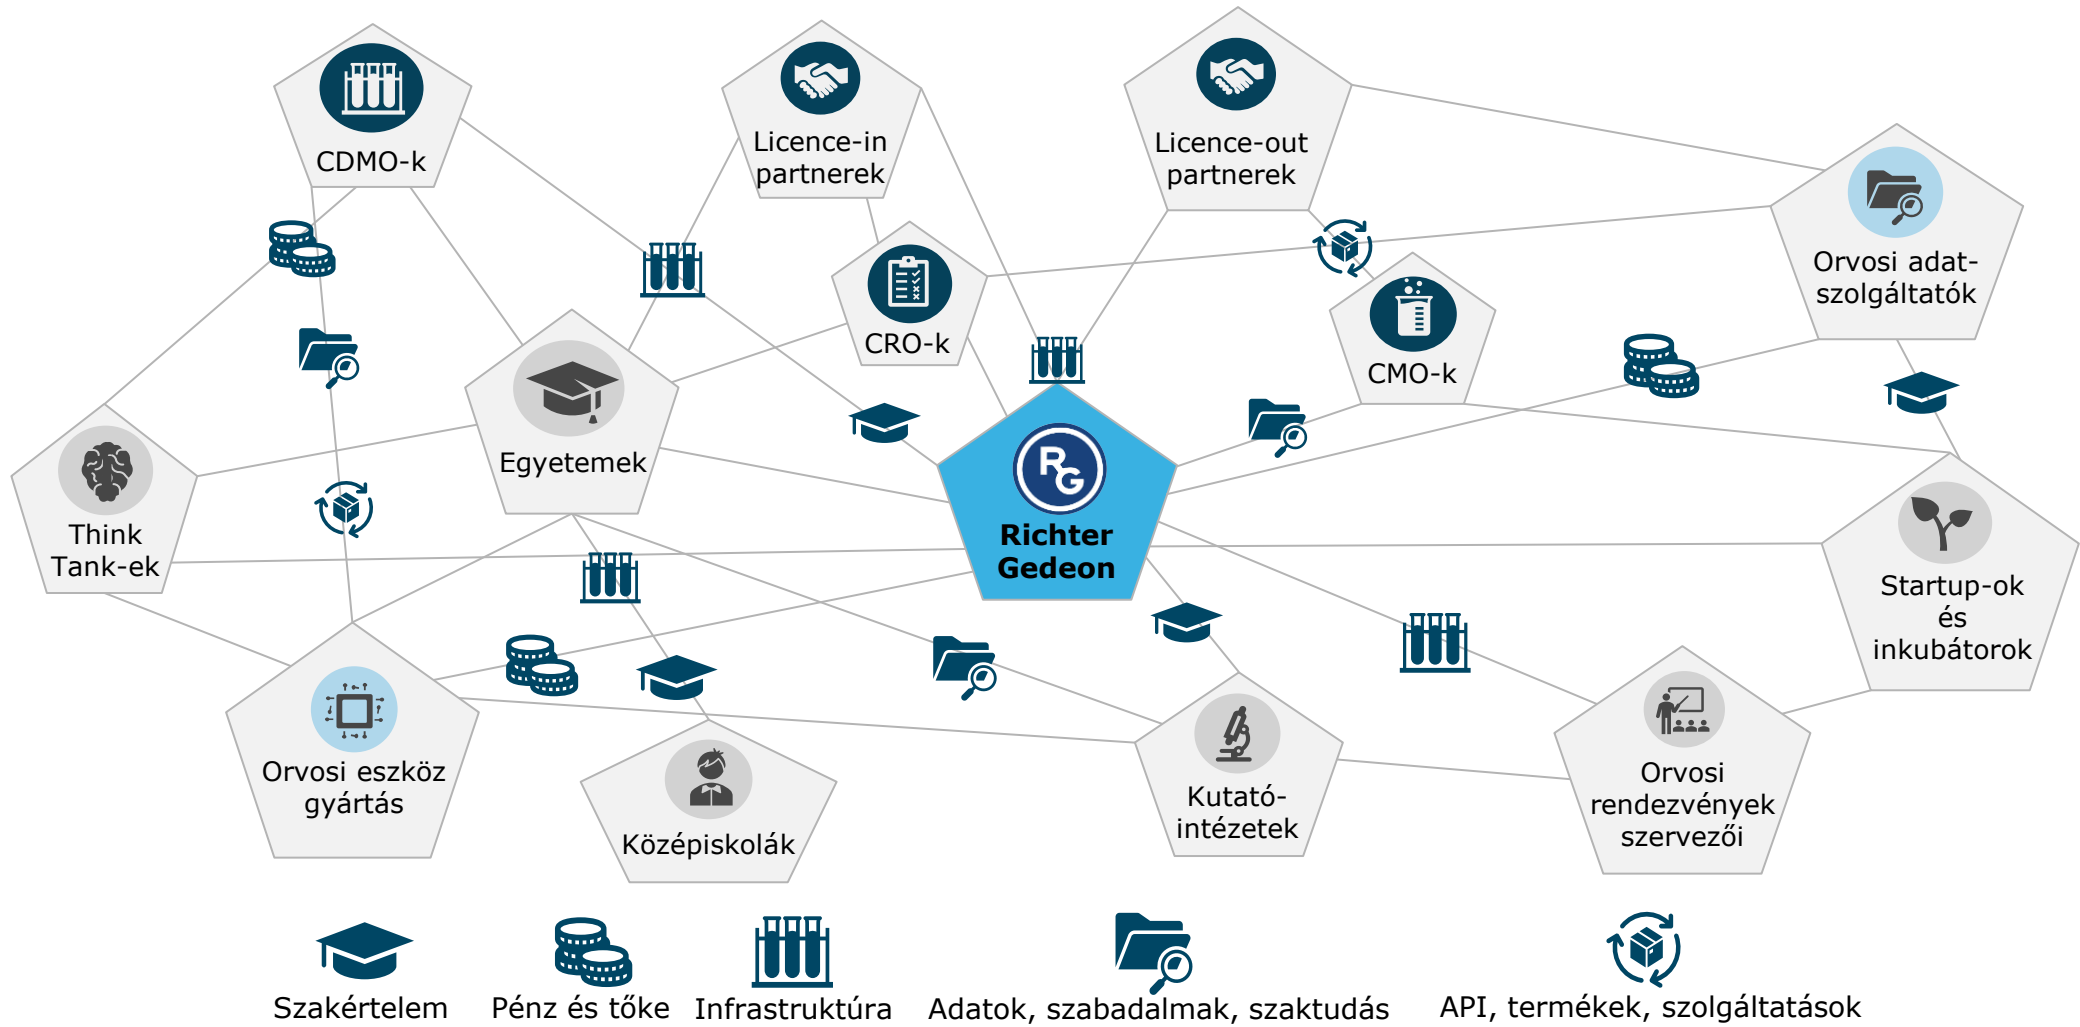 CDMO-k
Licence-in
partnerek
Licence-out
partnerek
Orvosi adat-
szolgáltatók
CRO-k
CMO-k
Egyetemek
Think
Tank-ek
RG
Richter
Gedeon
Startup-ok
és
inkubátorok
Orvosi eszköz
gyártás
Középiskolák
Kutató-
intézetek
Orvosi
rendezvények
szervezői
Szakértelem
Pénz és tőke
Infrastruktúra
Adatok, szabadalmak, szaktudás
API, termékek, szolgáltatások